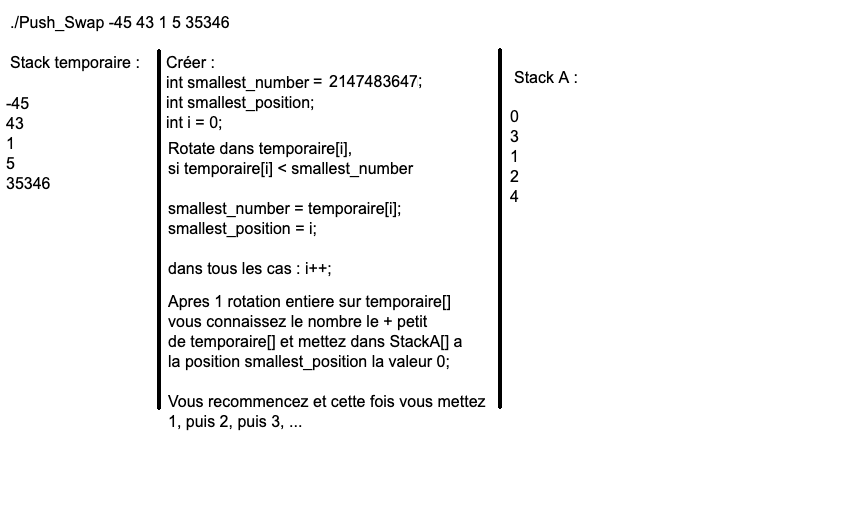 ./Push_Swap -45 43 1 5 35346
Stack temporaire :
-45
43
1
5
35346
Créer :
int smallest_number = 2147483647;
int smallest_position;
int i = 0;
Rotate dans temporaire[i],
si temporaire[i] < smallest_number
smallest_number = temporaire[i];
smallest_position = i;
dans tous les cas : i++;
Apres 1 rotation entiere sur temporaire[]
vous connaissez le nombre le + petit
de temporaire[] et mettez dans StackA[] a
la position smallest_position la valeur 0;
Vous recommencez et cette fois vous mettez
1, puis 2, puis 3, ...
Stack A :
0
3
1
2
4